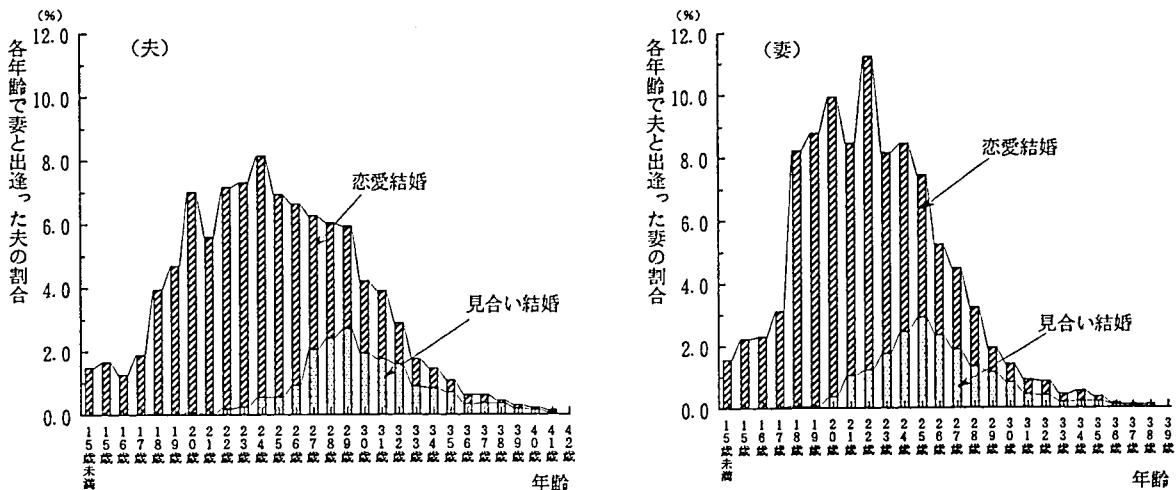 (%)
12.0
10.0
8.0
6.0
4.0
2.0
0.0
各年齢で妻と出逢った夫の割合
(夫)
恋愛結婚
見合い結婚
15歳未満
15歳
16歳
17歳
18歳
19歳
20歳
21歳
22歳
23歳
24歳
25歳
26歳
27歳
28歳
29歳
30歳
31歳
32歳
33歳
34歳
35歳
36歳
37歳
38歳
39歳
40歳
41歳
42歳
年齢
(%)
12.0
10.0
8.0
6.0
4.0
2.0
0.0
各年齢で夫と出逢った妻の割合
(妻)
恋愛結婚
見合い結婚
15歳未満
15歳
16歳
17歳
18歳
19歳
20歳
21歳
22歳
23歳
24歳
25歳
26歳
27歳
28歳
29歳
30歳
31歳
32歳
33歳
34歳
35歳
36歳
37歳
38歳
39歳
年齢